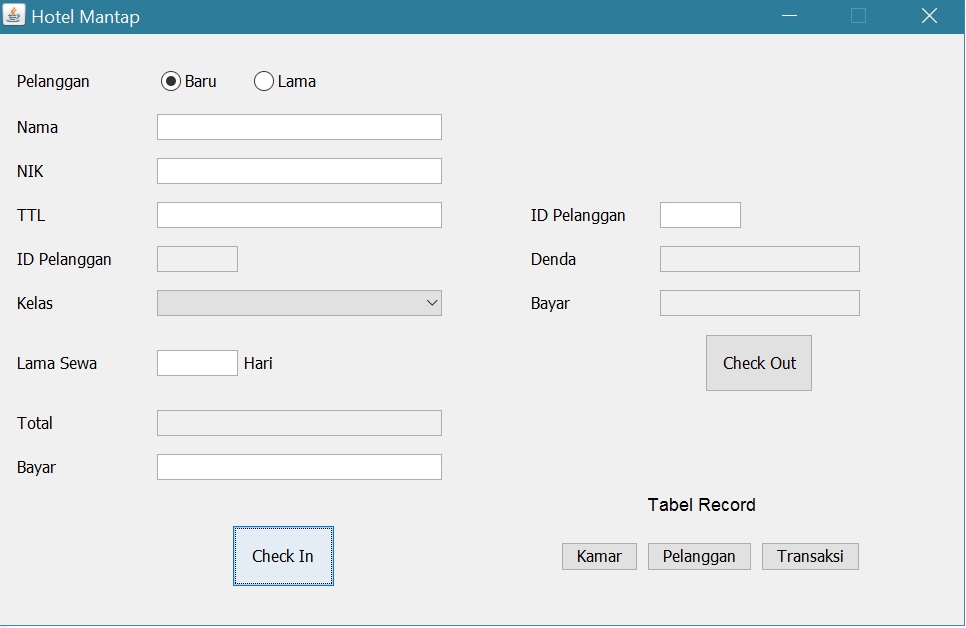 Hotel Mantap
Pelanggan Baru Lama
Nama
NIK
TTL
ID Pelanggan
Kelas
Lama Sewa Hari
Total
Bayar
Check In
ID Pelanggan
Denda
Bayar
Check Out
Tabel Record
Kamar Pelanggan Transaksi